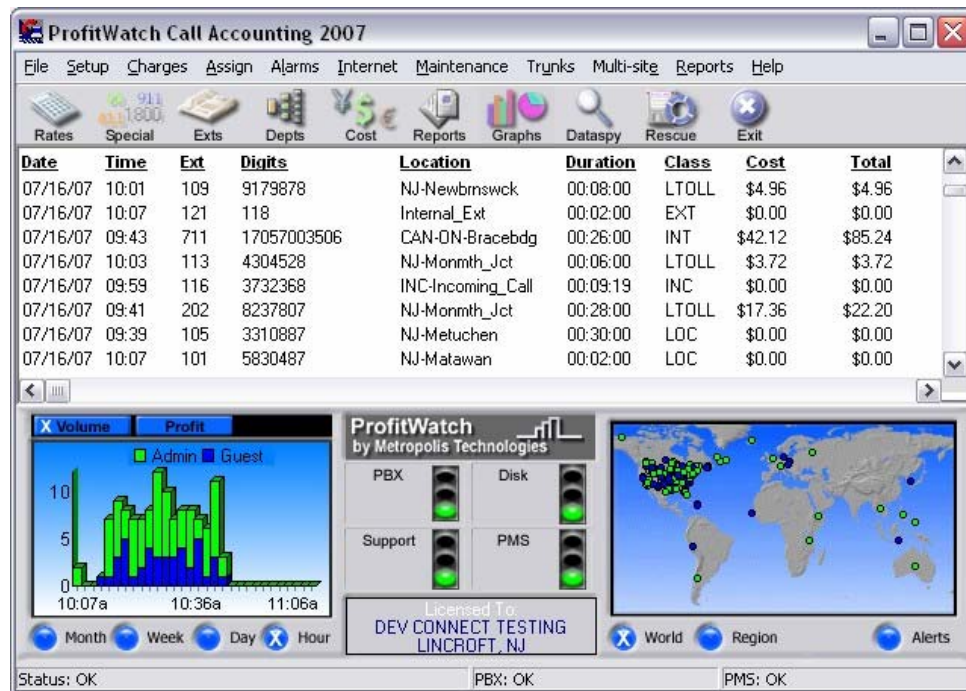 ProfitWatch Call Accounting 2007
File Setup Charges Assign Alarms Internet Maintenance Trunks Multi-site Reports Help
911
1,800
Rates Special Exts Depts Cost Reports Graphs Dataspy Rescue Exit
Date Time Ext Digits Location Duration Class Cost Total
07/16/07 10:01 109 9179878 NJ-Newbrnswck 00:08:00 LTOLL $4.96 $4.96
07/16/07 10:07 121 118 Internal_Ext 00:02:00 EXT $0.00 $0.00
07/16/07 09:43 711 17057003506 CAN-ON-Bracebdg 00:26:00 INT $42.12 $85.24
07/16/07 10:03 113 4304528 NJ-Monmth_Jct 00:06:00 LTOLL $3.72 $3.72
07/16/07 09:59 116 3732368 INC-Incoming_Call 00:09:19 INC $0.00 $0.00
07/16/07 09:41 202 8237807 NJ-Monmth_Jct 00:28:00 LTOLL $17.36 $22.20
07/16/07 09:39 105 3310887 NJ-Metuchen 00:30:00 LOC $0.00 $0.00
07/16/07 10:07 101 5830487 NJ-Matawan 00:02:00 LOC $0.00 $0.00
X Volume Profit
Admin Guest
10
5
0
10:07a 10:36a 11:06a
Month Week Day X Hour
ProfitWatch
by Metropolis Technologies
PBX Disk
Support PMS
Licensed To:
DEV CONNECT TESTING
LINCROFT, NJ
X World Region Alerts
Status: OK PBX: OK PMS: OK